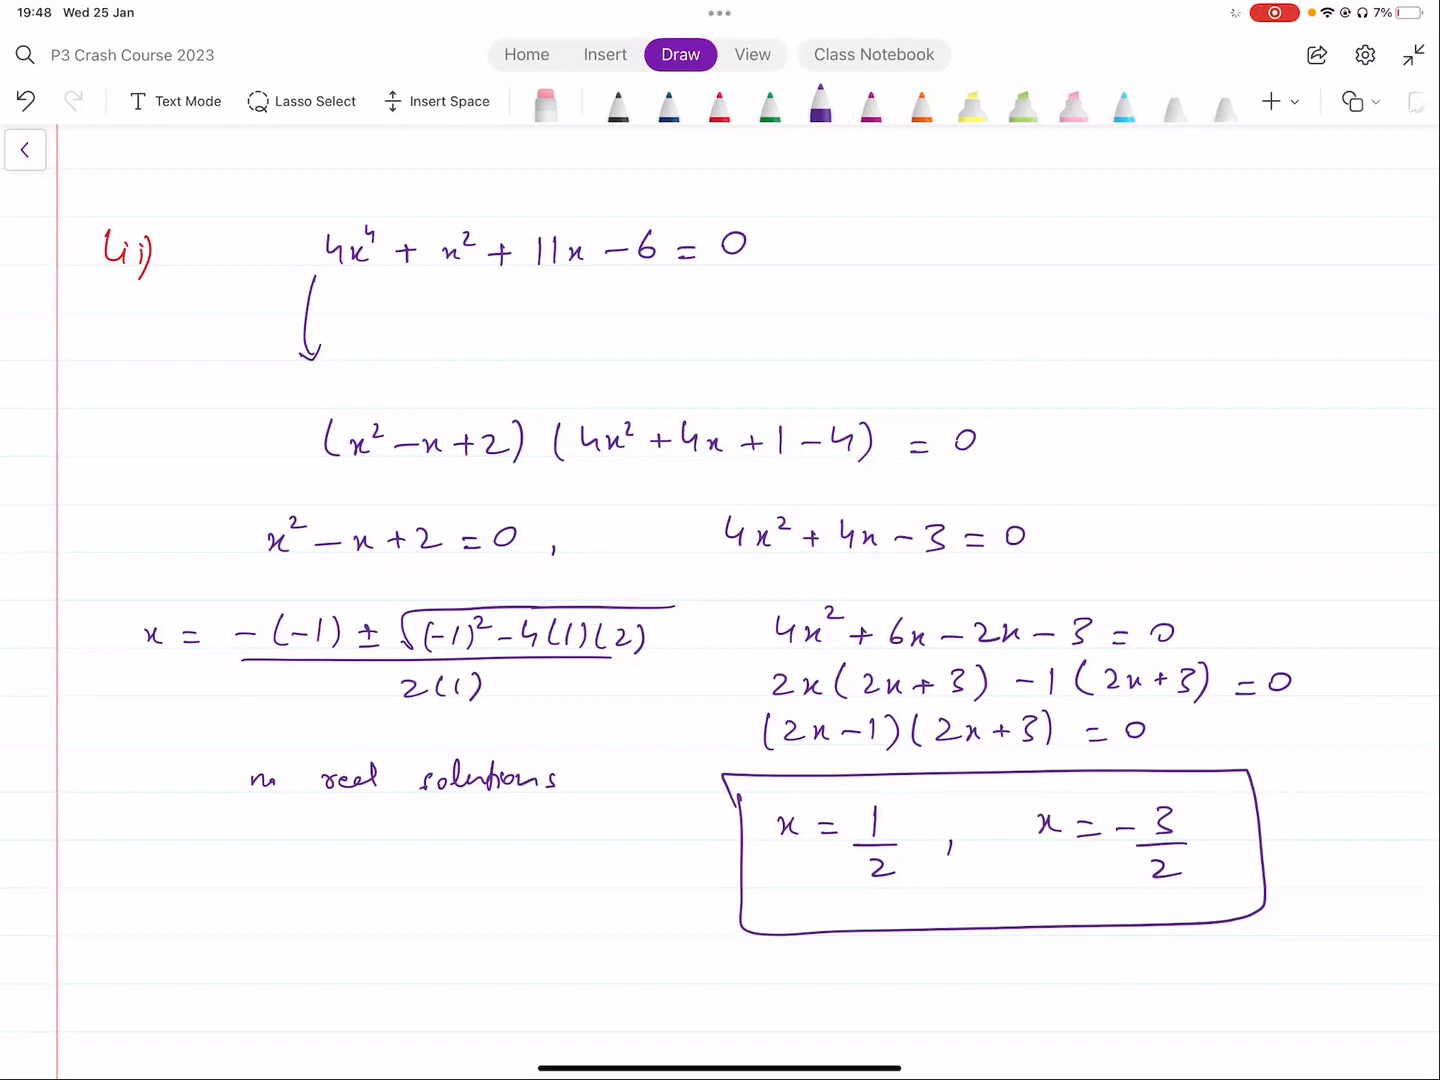 19:48 Wed 25 Jan 7%
P3 Crash Course 2023 Home Insert Draw View Class Notebook
T Text Mode Lasso Select Insert Space
(ii) 4x⁴ + x² + 11x - 6 = 0
(x² - x + 2) (4x² + 4x + 1 - 4) = 0
x² - x + 2 = 0 , 4x² + 4x - 3 = 0
x = -(-1) ± √(-1)² - 4(1)(2) 4x² + 6x - 2x - 3 = 0
2(1) 2x(2x + 3) - 1(2x + 3) = 0
(2x - 1)(2x + 3) = 0
no real solutions
x = 1/2 , x = - 3/2